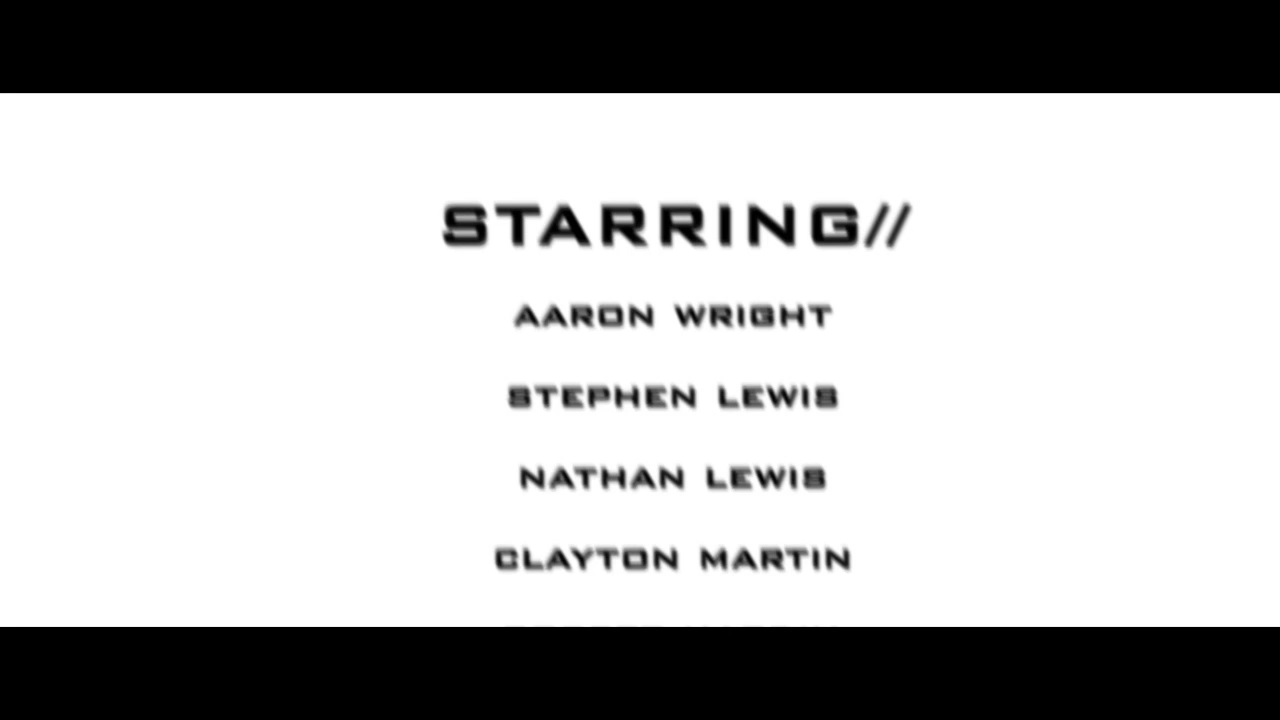 STARRING//
AARON WRIGHT
STEPHEN LEWIS
NATHAN LEWIS
CLAYTON MARTIN